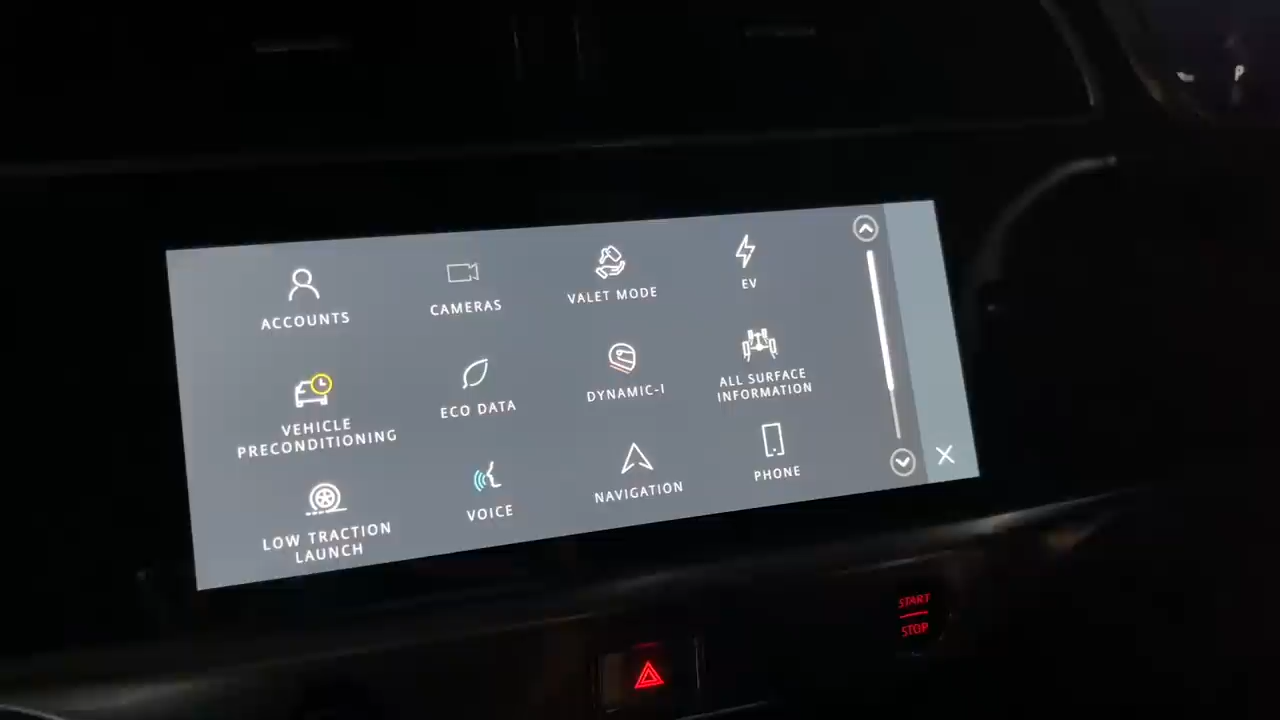 P
ACCOUNTS
CAMERAS
VALET MODE
EV
VEHICLE
PRECONDITIONING
ECO DATA
DYNAMIC-I
ALL SURFACE
INFORMATION
LOW TRACTION
LAUNCH
VOICE
NAVIGATION
PHONE
START
STOP